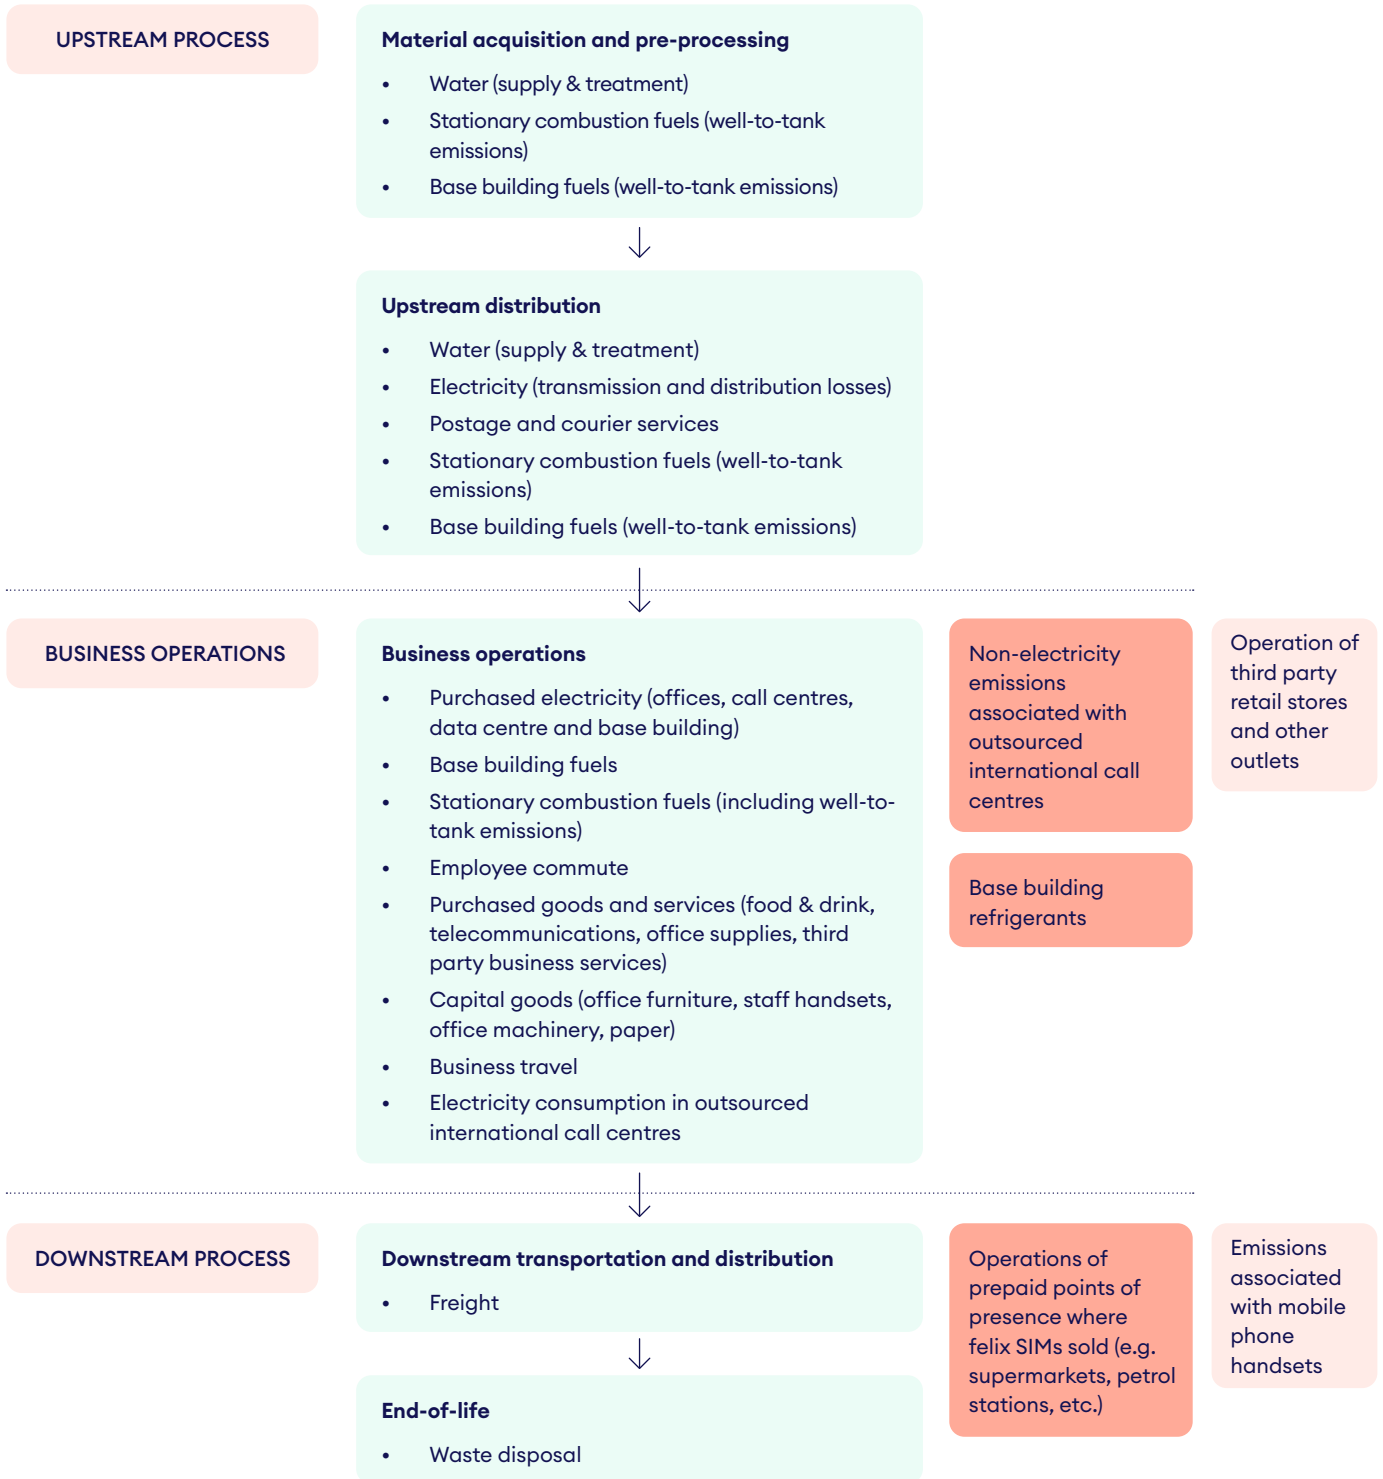 UPSTREAM PROCESS
Material acquisition and pre-processing
• Water (supply & treatment)
• Stationary combustion fuels (well-to-tank
emissions)
• Base building fuels (well-to-tank emissions)
Upstream distribution
• Water (supply & treatment)
• Electricity (transmission and distribution losses)
• Postage and courier services
• Stationary combustion fuels (well-to-tank
emissions)
• Base building fuels (well-to-tank emissions)
BUSINESS OPERATIONS
Business operations
• Purchased electricity (offices, call centres,
data centre and base building)
• Base building fuels
• Stationary combustion fuels (including well-to-
tank emissions)
• Employee commute
• Purchased goods and services (food & drink,
telecommunications, office supplies, third
party business services)
• Capital goods (office furniture, staff handsets,
office machinery, paper)
• Business travel
• Electricity consumption in outsourced
international call centres
Non-electricity
emissions
associated with
outsourced
international call
centres
Base building
refrigerants
Operation of
third party
retail stores
and other
outlets
DOWNSTREAM PROCESS
Downstream transportation and distribution
• Freight
End-of-life
• Waste disposal
Operations of
prepaid points of
presence where
felix SIMs sold (e.g.
supermarkets, petrol
stations, etc.)
Emissions
associated
with mobile
phone
handsets